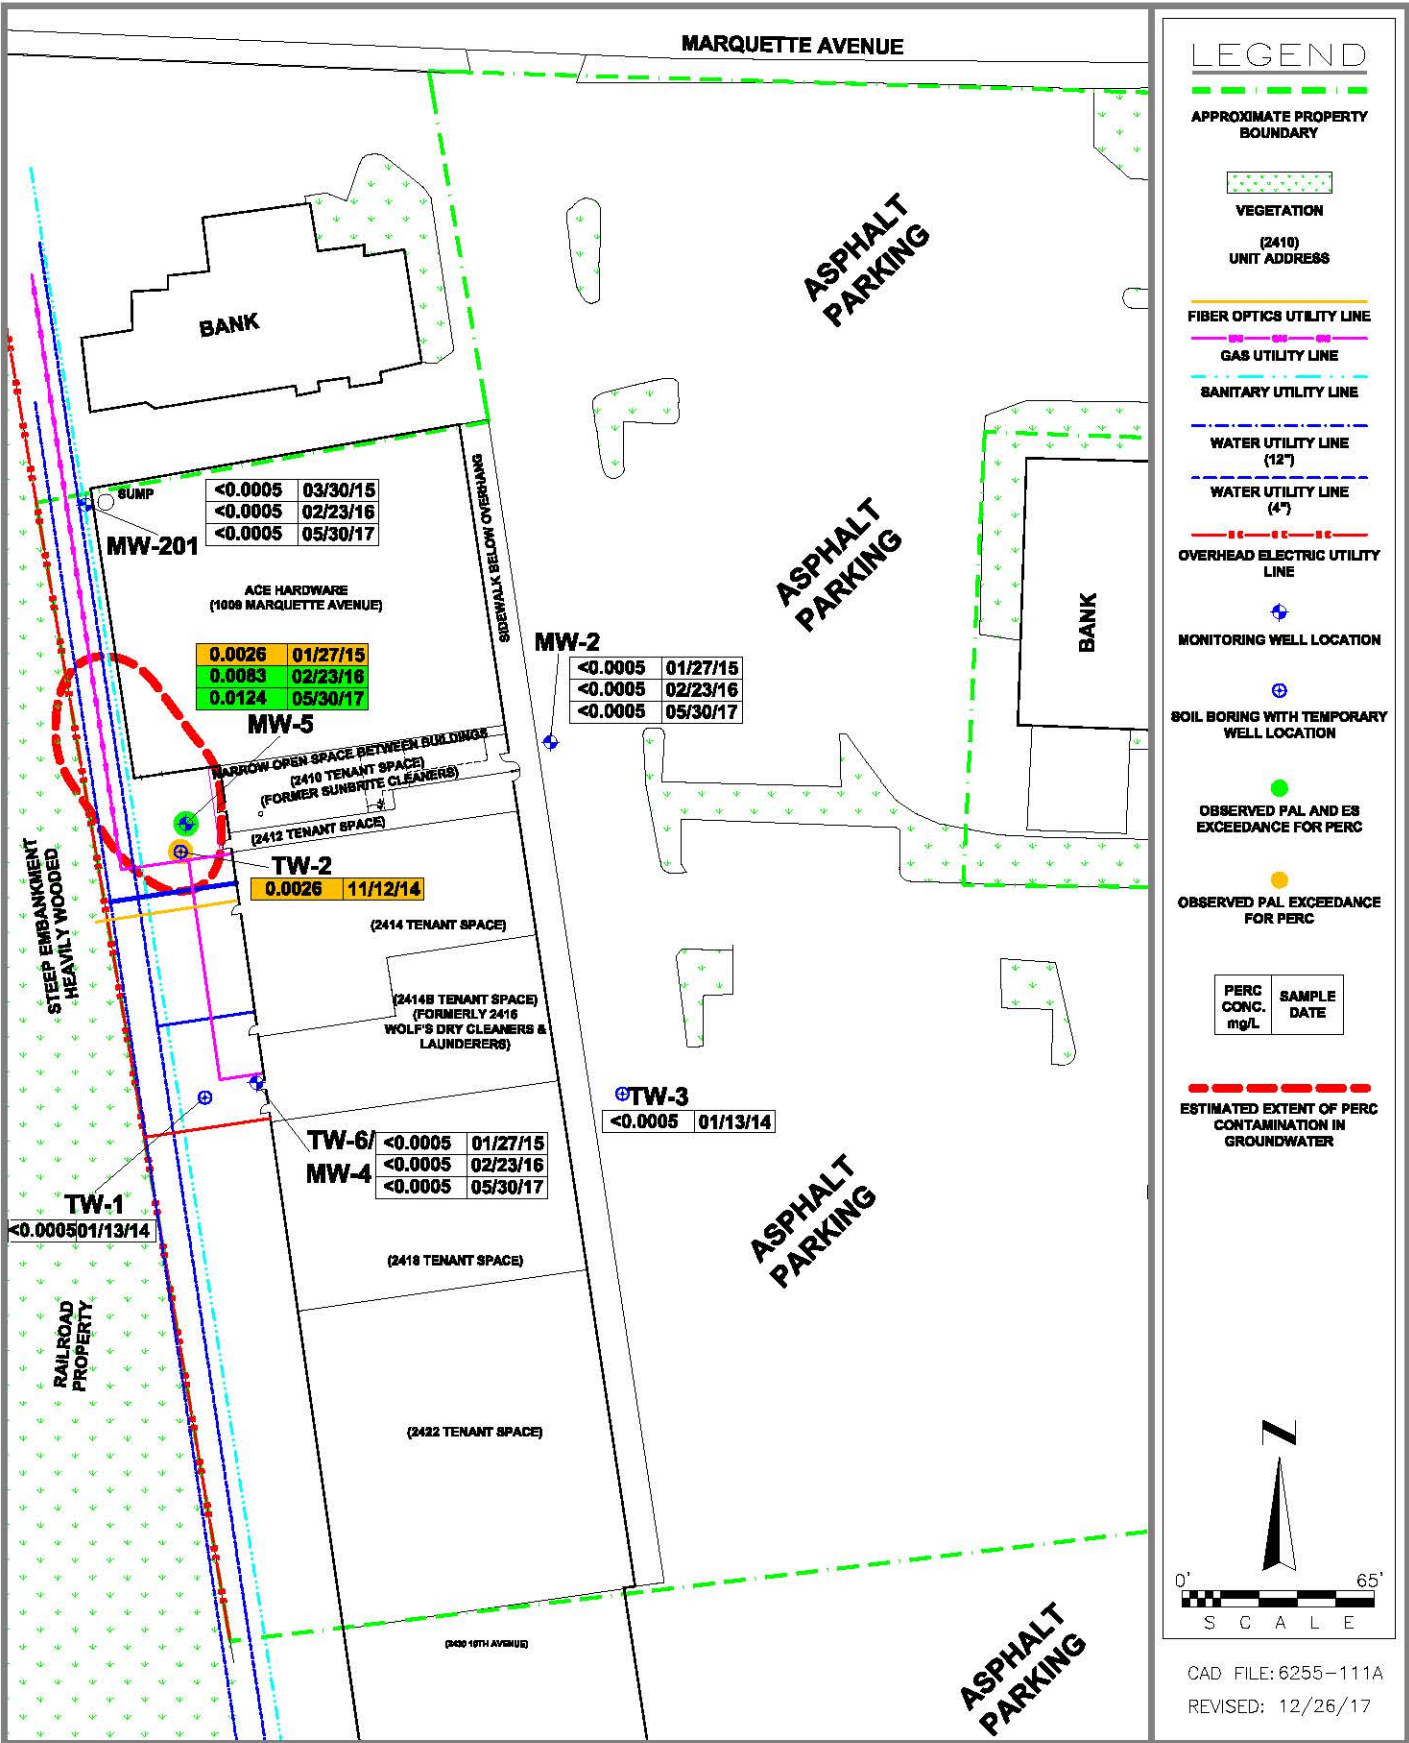 MARQUETTE AVENUE
ASPHALT
PARKING
BANK
SUMP
<0.0005 03/30/15
<0.0005 02/23/16
<0.0005 05/30/17
MW-201
ACE HARDWARE
(1009 MARQUETTE AVENUE)
SIDEWALK BELOW OVERHANG
ASPHALT
PARKING
BANK
0.0026 01/27/15
0.0083 02/23/16
0.0124 05/30/17
MW-5
MW-2
<0.0005 01/27/15
<0.0005 02/23/16
<0.0005 05/30/17
NARROW OPEN SPACE BETWEEN BUILDINGS
(2410 TENANT SPACE)
(FORMER SUNBRITE CLEANERS)
(2412 TENANT SPACE)
TW-2
0.0026 11/12/14
STEEP EMBANKMENT
HEAVILY WOODED
(2414 TENANT SPACE)
(2414B TENANT SPACE)
(FORMERLY 2416
WOLF'S DRY CLEANERS &
LAUNDERERS)
TW-3
<0.0005 01/13/14
TW-6/
MW-4
<0.0005 01/27/15
<0.0005 02/23/16
<0.0005 05/30/17
TW-1
<0.0005 01/13/14
ASPHALT
PARKING
(2418 TENANT SPACE)
RAILROAD
PROPERTY
(2422 TENANT SPACE)
(2430 10TH AVENUE)
ASPHALT
PARKING
LEGEND
APPROXIMATE PROPERTY
BOUNDARY
VEGETATION
(2410)
UNIT ADDRESS
FIBER OPTICS UTILITY LINE
GAS UTILITY LINE
SANITARY UTILITY LINE
WATER UTILITY LINE
(12")
WATER UTILITY LINE
(4")
OVERHEAD ELECTRIC UTILITY
LINE
MONITORING WELL LOCATION
SOIL BORING WITH TEMPORARY
WELL LOCATION
OBSERVED PAL AND ES
EXCEEDANCE FOR PERC
OBSERVED PAL EXCEEDANCE
FOR PERC
PERC
CONC.
mg/L
SAMPLE
DATE
ESTIMATED EXTENT OF PERC
CONTAMINATION IN
GROUNDWATER
N
0' 65'
SCALE
CAD FILE: 6255-111A
REVISED: 12/26/17